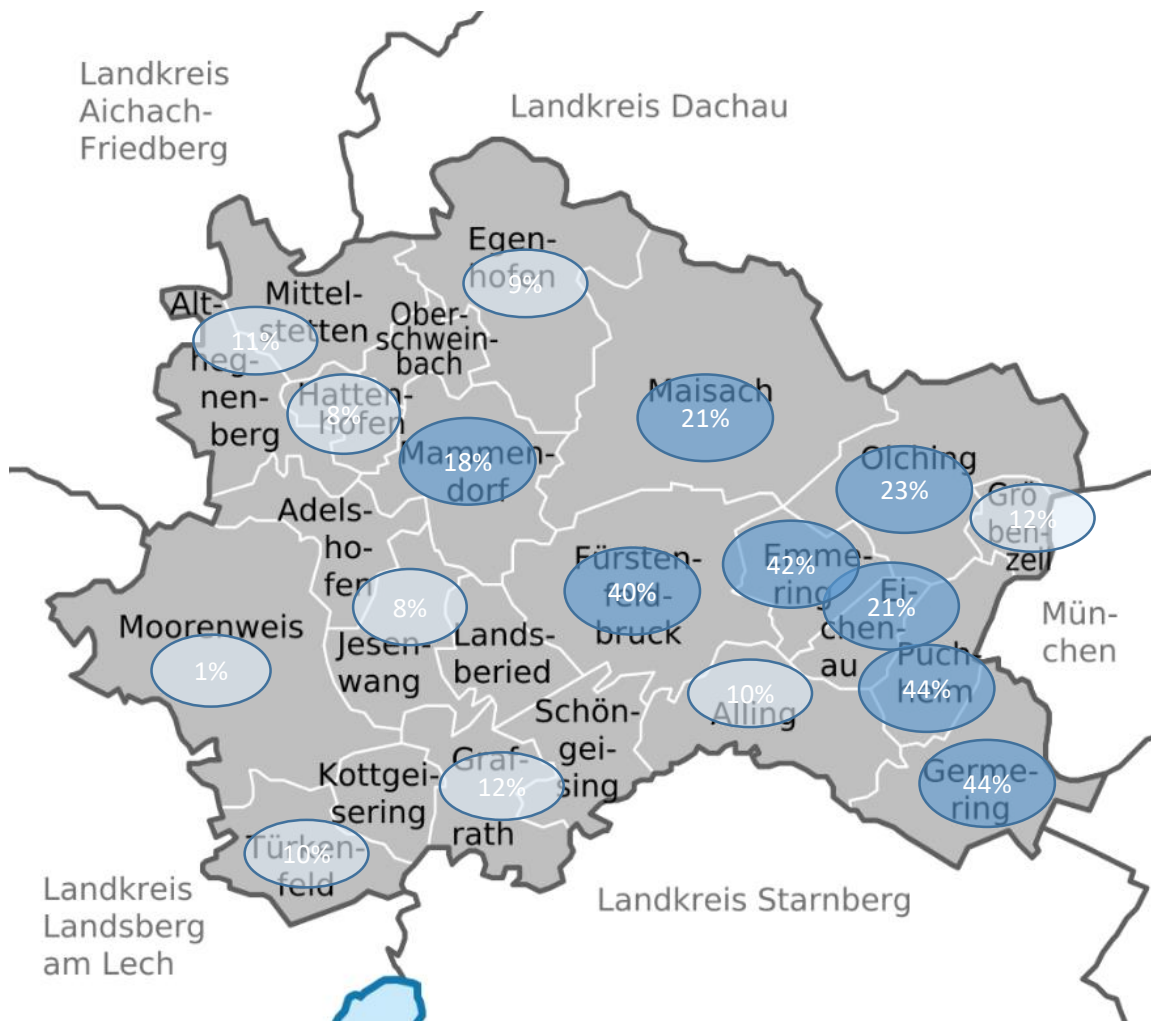 Landkreis
Aichach-
Friedberg
Landkreis Dachau
Egen-
hofen
9%
Mittel-
stetten
Alt-
heg-
nen-
berg
11%
Ober-
schwein-
bach
Hatten-
hofen
8%
Maisach
21%
Mammen-
dorf
18%
Olching
23%
Grö
ben-
zell
12%
Adels-
ho-
fen
8%
Fürsten-
feld-
bruck
40%
Emme-
ring
42%
Ei-
chen-
au
21%
Mün-
chen
Moorenweis
1%
Jesen-
wang
Lands-
beried
Puch-
heim
44%
Alling
10%
Schön-
gei-
sing
Germe-
ring
44%
Kottgei-
sering
Graf-
rath
12%
Türken-
feld
10%
Landkreis
Landsberg
am Lech
Landkreis Starnberg